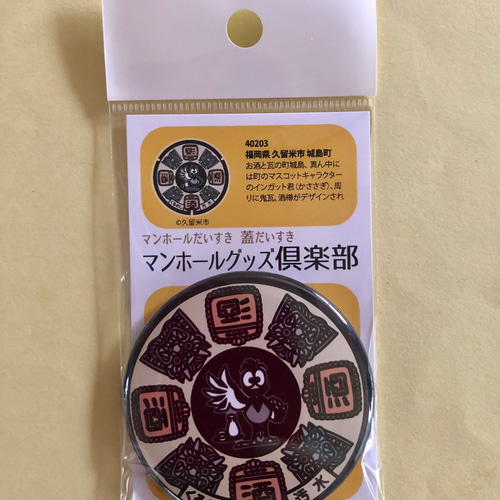 40203
福岡県 久留米市 城島町
お酒と瓦の町城島、真ん中に
は町のマスコットキャラクター
のインガット君(かささぎ)、周
りに鬼瓦、酒樽がデザインされ
©久留米市
マンホールだいすき 蓋だいすき
マンホールグッズ倶楽部
酒
酒
酒
酒